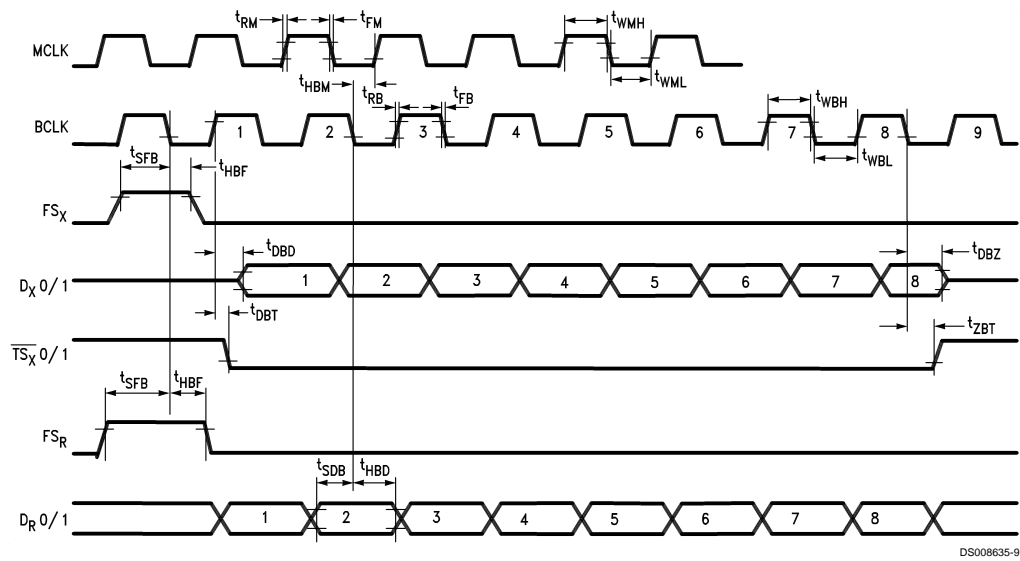 tRM tFM tWMH
MCLK
tHBM tWML
tRB tFB tWBH
BCLK 1 2 3 4 5 6 7 8 9
tSFB tHBF tWBL
FSX
tDBD tDBZ
DX 0/1 1 2 3 4 5 6 7 8
tDBT tZBT
TSX 0/1
tSFB tHBF
FSR
tSDB tHBD
DR 0/1 1 2 3 4 5 6 7 8
DS008635-9